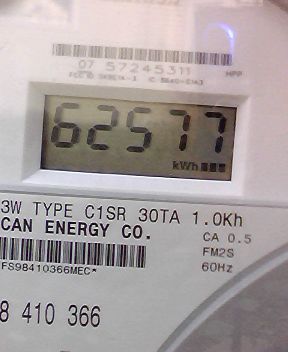 07 57245311 HPP
62577
kWh
3W TYPE C1SR 30TA 1.0Kh
CAN ENERGY CO. CA 0.5
FM2S
FS98410366MEC* 60Hz
8 410 366